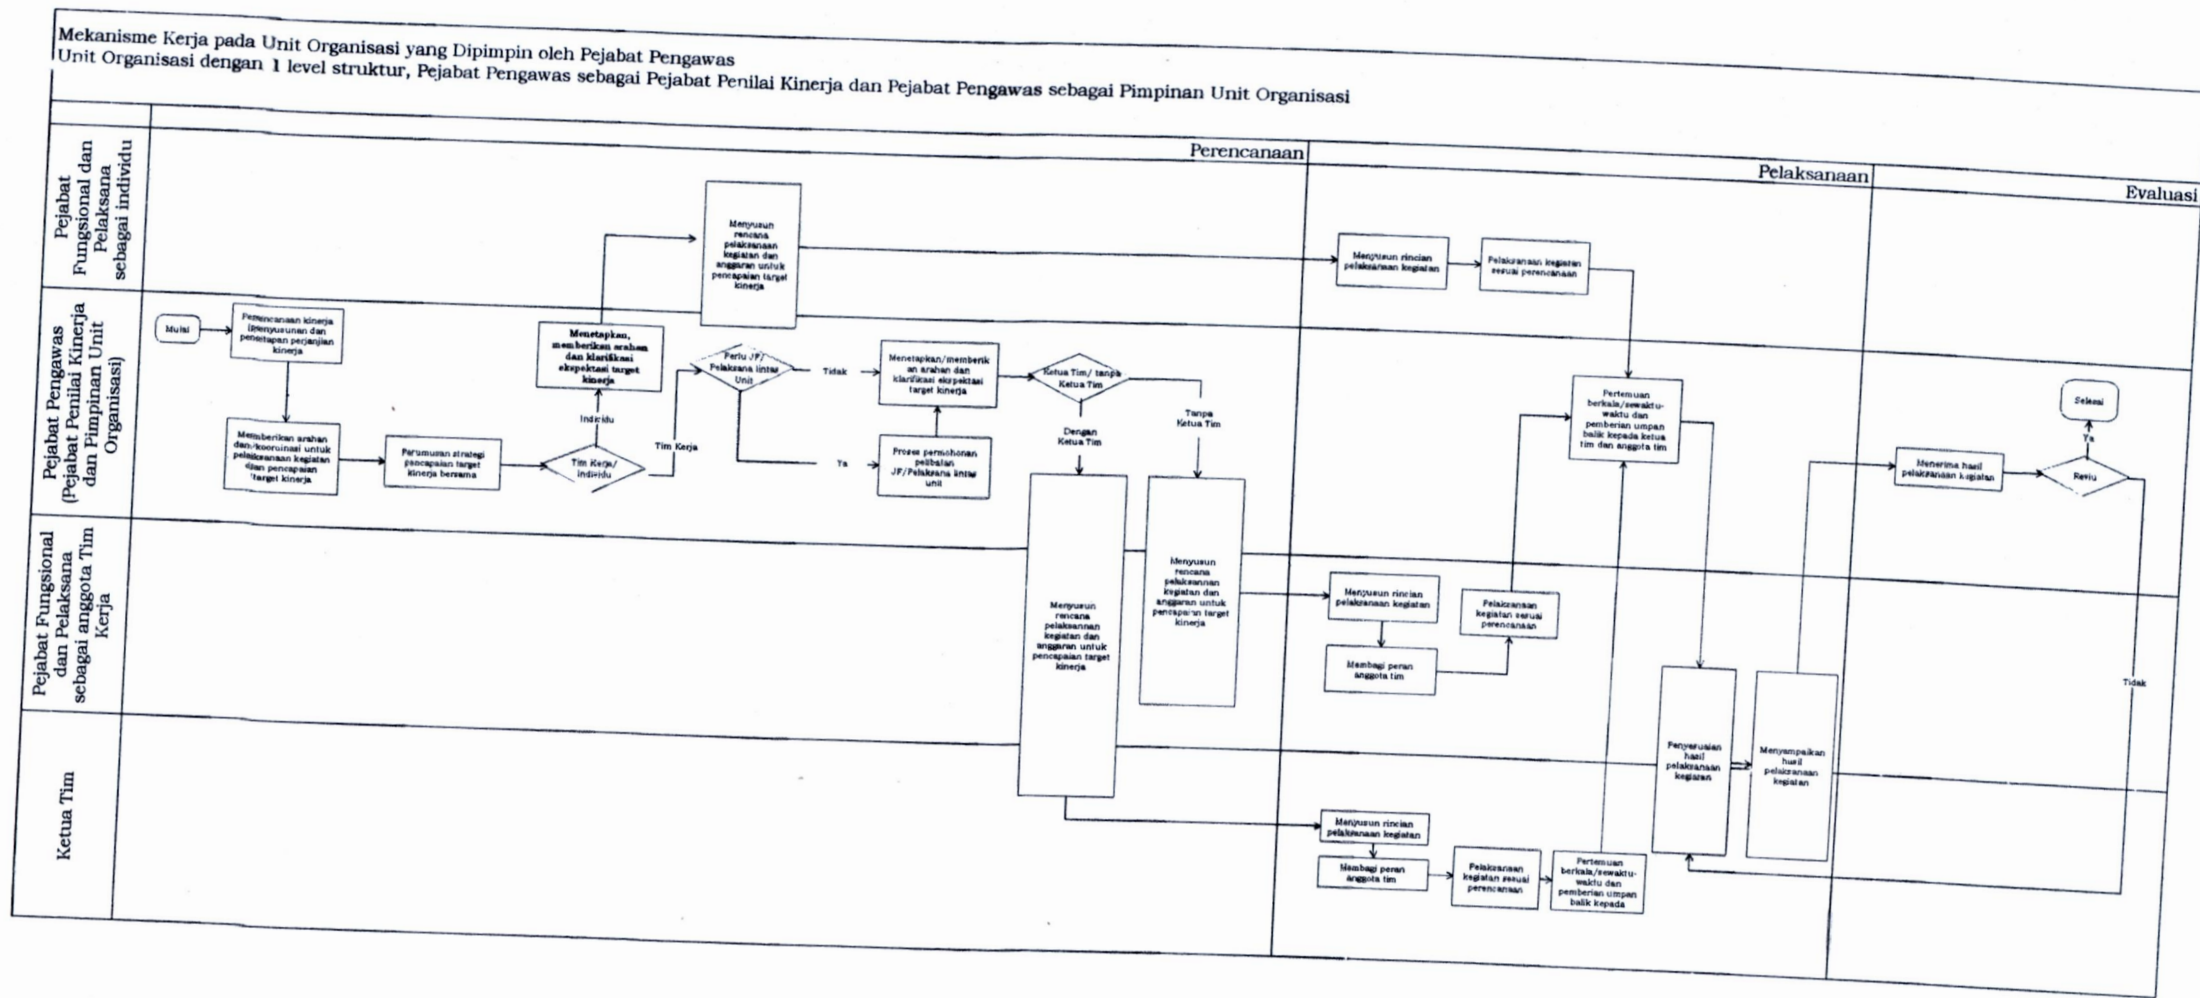 Mekanisme Kerja pada Unit Organisasi yang Dipimpin oleh Pejabat Pengawas
Unit Organisasi dengan 1 level struktur, Pejabat Pengawas sebagai Pejabat Penilai Kinerja dan Pejabat Pengawas sebagai Pimpinan Unit Organisasi
Perencanaan
Pelaksanaan
Evaluasi
Pejabat
Fungsional dan
Pelaksana
sebagai individu
Menyusun
rencana
pelaksanaan
kegiatan dan
anggaran untuk
pencapaian target
kinerja
Menyusun rincian
pelaksanaan kegiatan
Pelaksanaan kegiatan
sesuai perencanaan
Pejabat Pengawas
(Pejabat Penilai Kinerja
dan Pimpinan Unit
Organisasi)
Mulai
Perencanaan kinerja
(penyusunan dan
penetapan perjanjian
kinerja
Memberikan arahan
dan/koorninasi untuk
pelaksanaan kegiatan
dan pencapaian
target kinerja
Perumusan strategi
pencapaian target
kinerja bersama
Tim Kerja/
individu
Individu
Tim Kerja
Menetapkan,
memberikan arahan
dan klarifikasi
ekspektasi target
kinerja
Perlu JF/
Pelaksana lintas
Unit
Tidak
Ya
Menetapkan/memberik
an arahan dan
klarifikasi ekspektasi
target kinerja
Proses permohonan
pelibatan
JF/Pelaksana lintas
unit
Ketua Tim/ tanpa
Ketua Tim
Dengan
Ketua Tim
Tanpa
Ketua Tim
Pertemuan
berkala/sewaktu-
waktu dan
pemberian umpan
balik kepada ketua
tim dan anggota tim
Menerima hasil
pelaksanaan kegiatan
Reviu
Ya
Selesai
Tidak
Pejabat Fungsional
dan Pelaksana
sebagai anggota Tim
Kerja
Menyusun
rencana
pelaksanaan
kegiatan dan
anggaran untuk
pencapaian target
kinerja
Menyusun
rencana
pelaksanaan
kegiatan dan
anggaran untuk
pencapaian target
kinerja
Menyusun rincian
pelaksanaan kegiatan
Membagi peran
anggota tim
Pelaksanaan
kegiatan sesuai
perencanaan
Penyesuaian
hasil
pelaksanaan
kegiatan
Menyampaikan
hasil
pelaksanaan
kegiatan
Ketua Tim
Menyusun rincian
pelaksanaan kegiatan
Membagi peran
anggota tim
Pelaksanaan
kegiatan sesuai
perencanaan
Pertemuan
berkala/sewaktu-
waktu dan
pemberian umpan
balik kepada